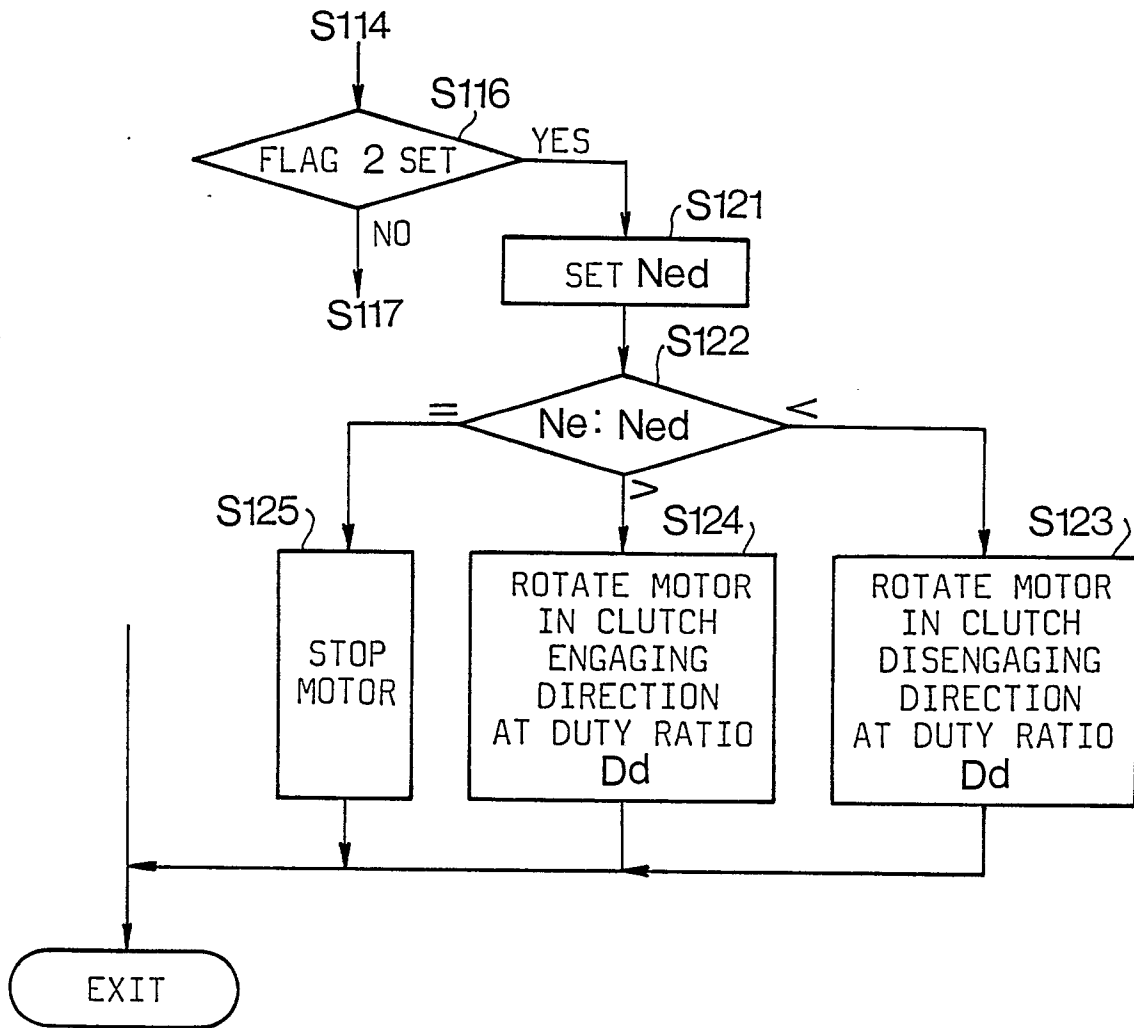 S114
S116
FLAG 2 SET
YES
NO
S117
S121
SET Ned
S122
Ne: Ned
=
>
<
S125
STOP
MOTOR
S124
ROTATE MOTOR
IN CLUTCH
ENGAGING
DIRECTION
AT DUTY RATIO
Dd
S123
ROTATE MOTOR
IN CLUTCH
DISENGAGING
DIRECTION
AT DUTY RATIO
Dd
EXIT